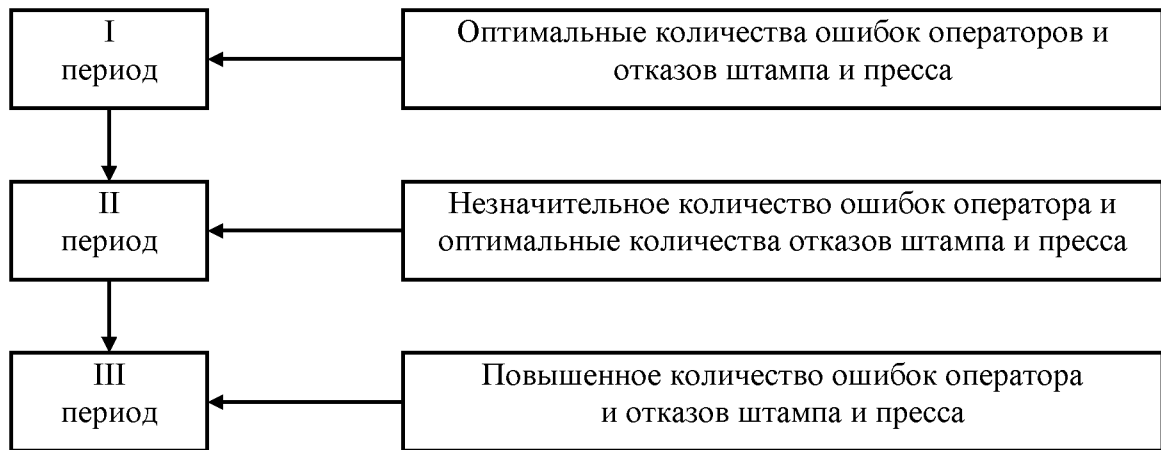 I
период
Оптимальные количества ошибок операторов и
отказов штампа и пресса
II
период
Незначительное количество ошибок оператора и
оптимальные количества отказов штампа и пресса
III
период
Повышенное количество ошибок оператора
и отказов штампа и пресса